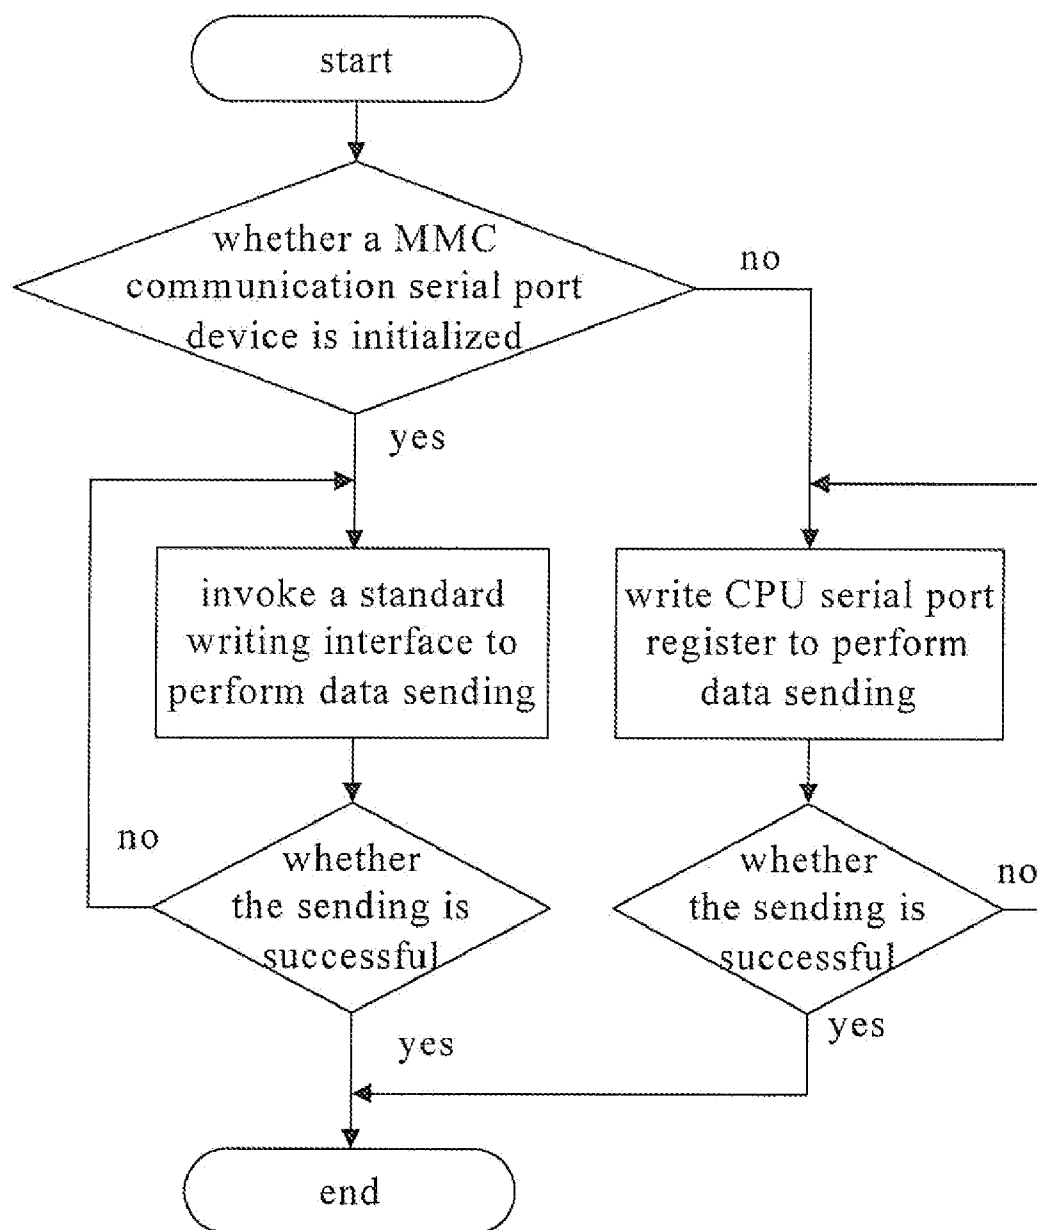 start
whether a MMC
communication serial port
device is initialized
no
yes
invoke a standard
writing interface to
perform data sending
write CPU serial port
register to perform
data sending
no
whether
the sending is
successful
whether
the sending is
successful
no
yes
yes
end